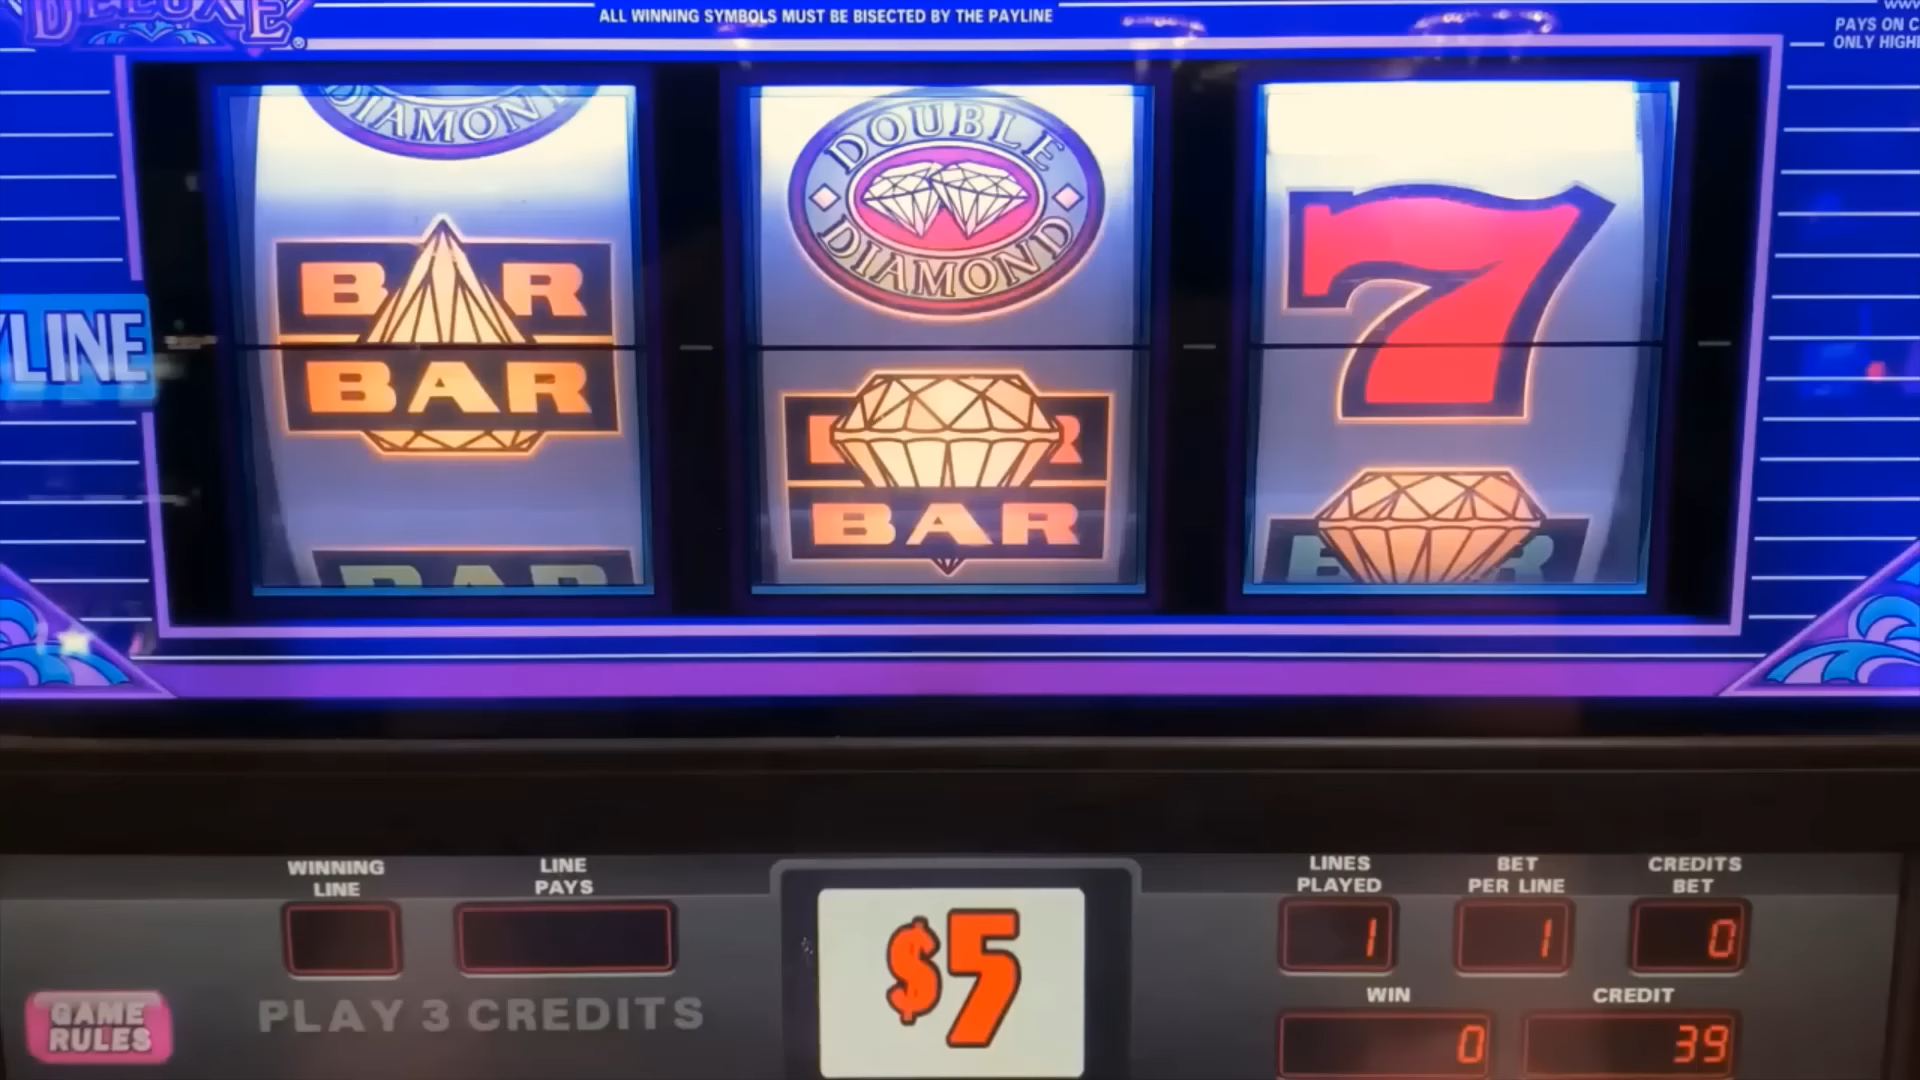 DELUXE®
ALL WINNING SYMBOLS MUST BE BISECTED BY THE PAYLINE
PAYS ON
ONLY
DIAMOND
DOUBLE
DIAMOND
7
BAR
BAR
LINE
BAR
BAR
WINNING
LINE
LINE
PAYS
LINES
PLAYED
BET
PER LINE
CREDITS
BET
1
1
0
$5
WIN
CREDIT
0
39
PLAY 3 CREDITS
GAME
RULES